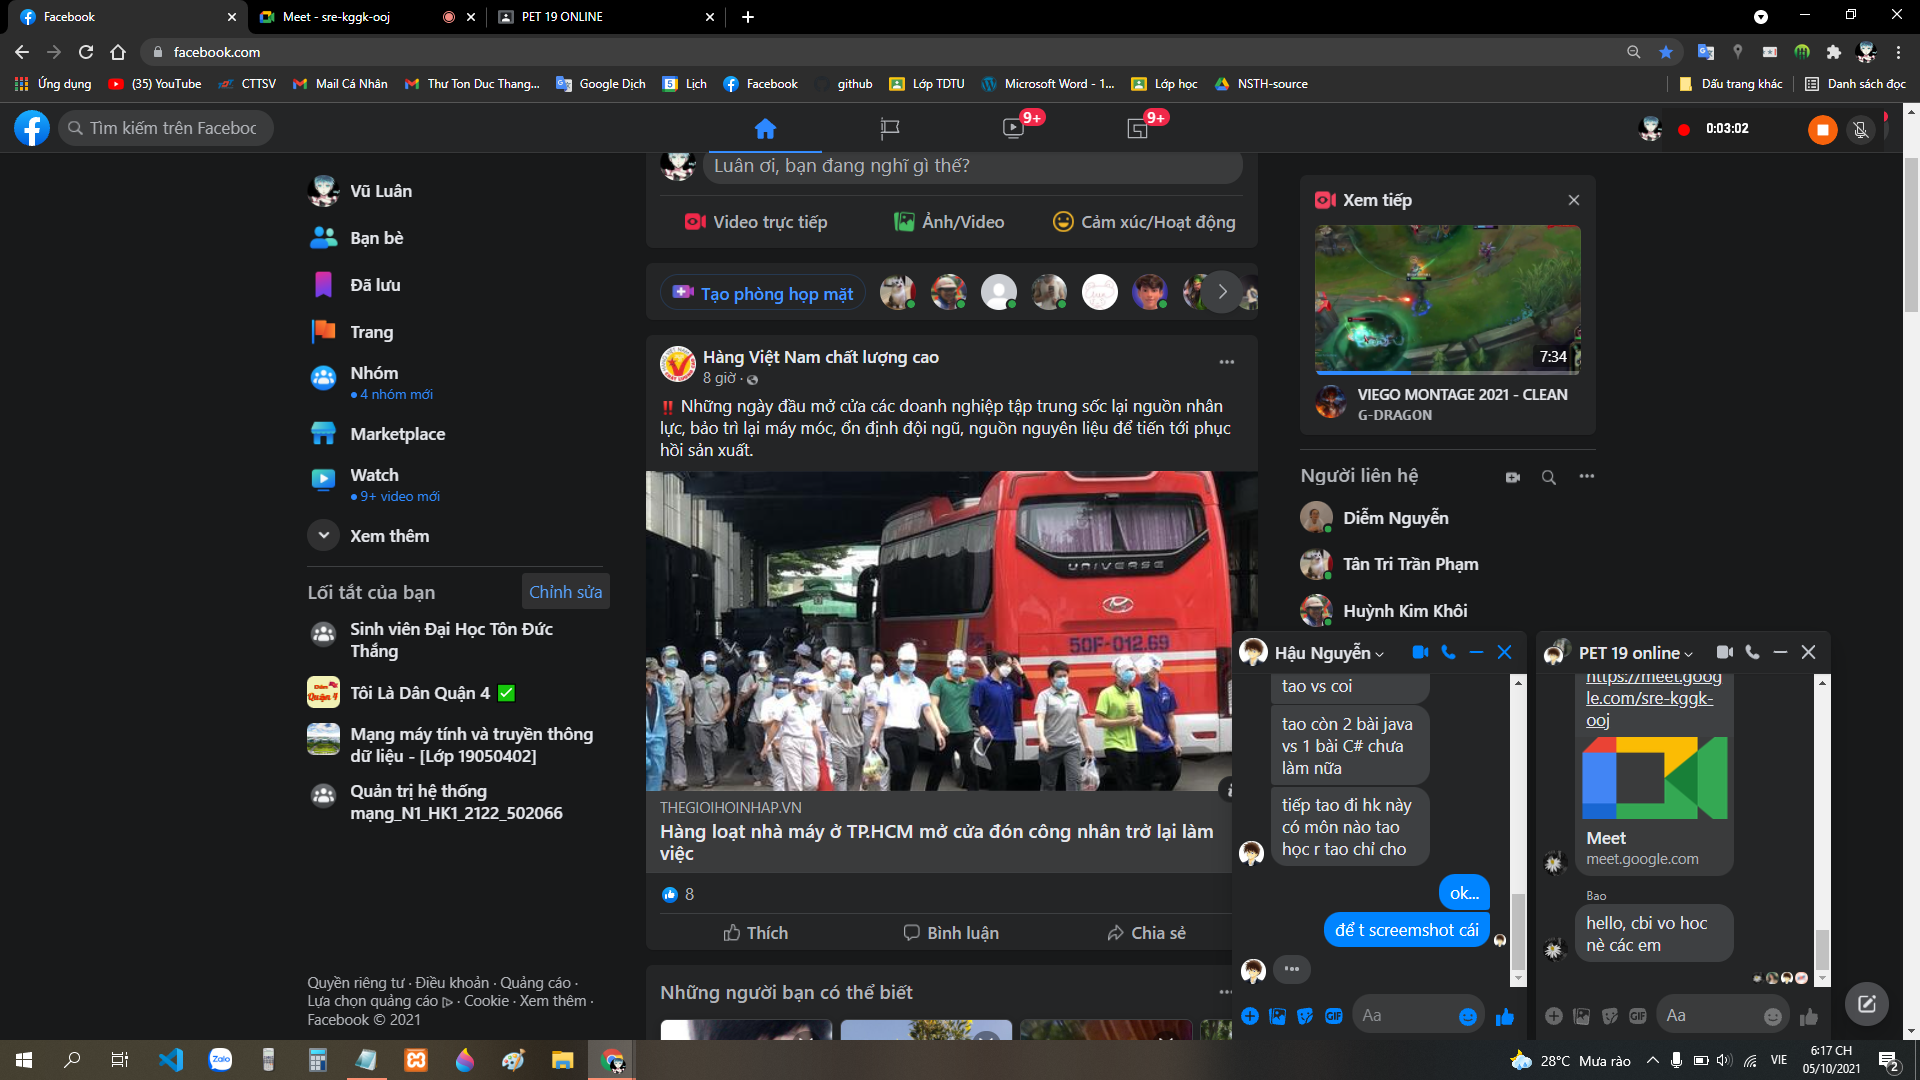 Facebook
Meet - sre-kggk-ooj
PET 19 ONLINE
facebook.com
Ứng dụng
(35) YouTube
CTTSV
Mail Cá Nhân
Thư Ton Duc Thang...
Google Dịch
Lịch
Facebook
github
Lớp TDTU
Microsoft Word - 1...
Lớp học
NSTH-source
Dấu trang khác
Danh sách đọc
Tìm kiếm trên Faceboc
9+
9+
0:03:02
Vũ Luân
Bạn bè
Đã lưu
Trang
Nhóm
4 nhóm mới
Marketplace
Watch
9+ video mới
Xem thêm
Lối tắt của bạn
Chỉnh sửa
Sinh viên Đại Học Tôn Đức
Thắng
Quận 4
Tôi Là Dân Quận 4 ✅
Mạng máy tính và truyền thông
dữ liệu - [Lớp 19050402]
Quản trị hệ thống
mạng_N1_HK1_2122_502066
Quyền riêng tư · Điều khoản · Quảng cáo ·
Lựa chọn quảng cáo · Cookie · Xem thêm ·
Facebook © 2021
Luân ơi, bạn đang nghĩ gì thế?
Video trực tiếp
Ảnh/Video
Cảm xúc/Hoạt động
Tạo phòng họp mặt
Hàng Việt Nam chất lượng cao
8 giờ ·
‼️ Những ngày đầu mở cửa các doanh nghiệp tập trung sốc lại nguồn nhân
lực, bảo trì lại máy móc, ổn định đội ngũ, nguồn nguyên liệu để tiến tới phục
hồi sản xuất.
UNIVERSE
50F-012.69
THEGIOIHOINHAP.VN
Hàng loạt nhà máy ở TP.HCM mở cửa đón công nhân trở lại làm
việc
8
Thích
Bình luận
Chia sẻ
Những người bạn có thể biết
Xem tiếp
7:34
VIEGO MONTAGE 2021 - CLEAN
G-DRAGON
Người liên hệ
Diễm Nguyễn
Tân Tri Trần Phạm
Huỳnh Kim Khôi
Hậu Nguyễn
tao vs coi
tao còn 2 bài java
vs 1 bài C# chưa
làm nữa
tiếp tao đi hk này
có môn nào tao
học r tao chỉ cho
ok...
để t screemshot cái
GIF
Aa
PET 19 online
https://meet.goog
le.com/sre-kggk-
ooj
Meet
meet.google.com
Bao
hello, cbi vo hoc
nè các em
GIF
Aa
Zalo
28°C Mưa rào
VIE
6:17 CH
05/10/2021
2